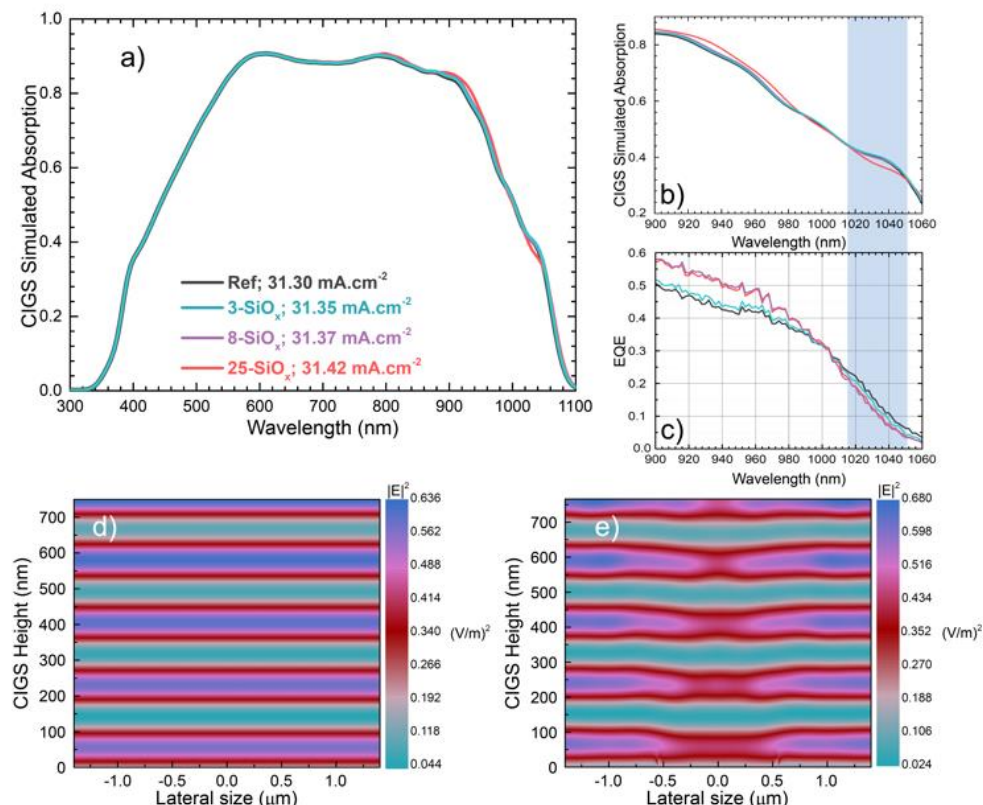 a)
CIGS Simulated Absorption
1.0
0.8
0.6
0.4
0.2
0.0
Ref; 31.30 mA.cm⁻²
3-SiOₓ; 31.35 mA.cm⁻²
8-SiOₓ; 31.37 mA.cm⁻²
25-SiOₓ; 31.42 mA.cm⁻²
300 400 500 600 700 800 900 1000 1100
Wavelength (nm)
b)
CIGS Simulated Absorption
0.8
0.6
0.4
0.2
900 920 940 960 980 1000 1020 1040 1060
Wavelength (nm)
c)
EQE
0.6
0.5
0.4
0.3
0.2
0.1
0.0
900 920 940 960 980 1000 1020 1040 1060
Wavelength (nm)
d)
CIGS Height (nm)
700
600
500
400
300
200
100
0
-1.0 -0.5 0.0 0.5 1.0
Lateral size (μm)
|E|²
0.636
0.562
0.488
0.414
0.340
0.266
0.192
0.118
0.044
(V/m)²
e)
CIGS Height (nm)
700
600
500
400
300
200
100
0
-1.0 -0.5 0.0 0.5 1.0
Lateral size (μm)
|E|²
0.680
0.598
0.516
0.434
0.352
0.270
0.188
0.106
0.024
(V/m)²